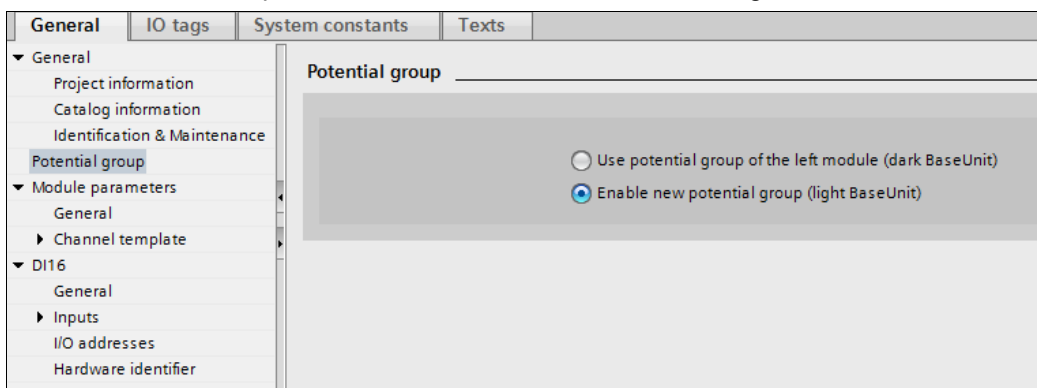 General IO tags System constants Texts
General
Project information
Catalog information
Identification & Maintenance
Potential group
Module parameters
General
Channel template
DI16
General
Inputs
I/O addresses
Hardware identifier
Potential group
Use potential group of the left module (dark BaseUnit)
Enable new potential group (light BaseUnit)